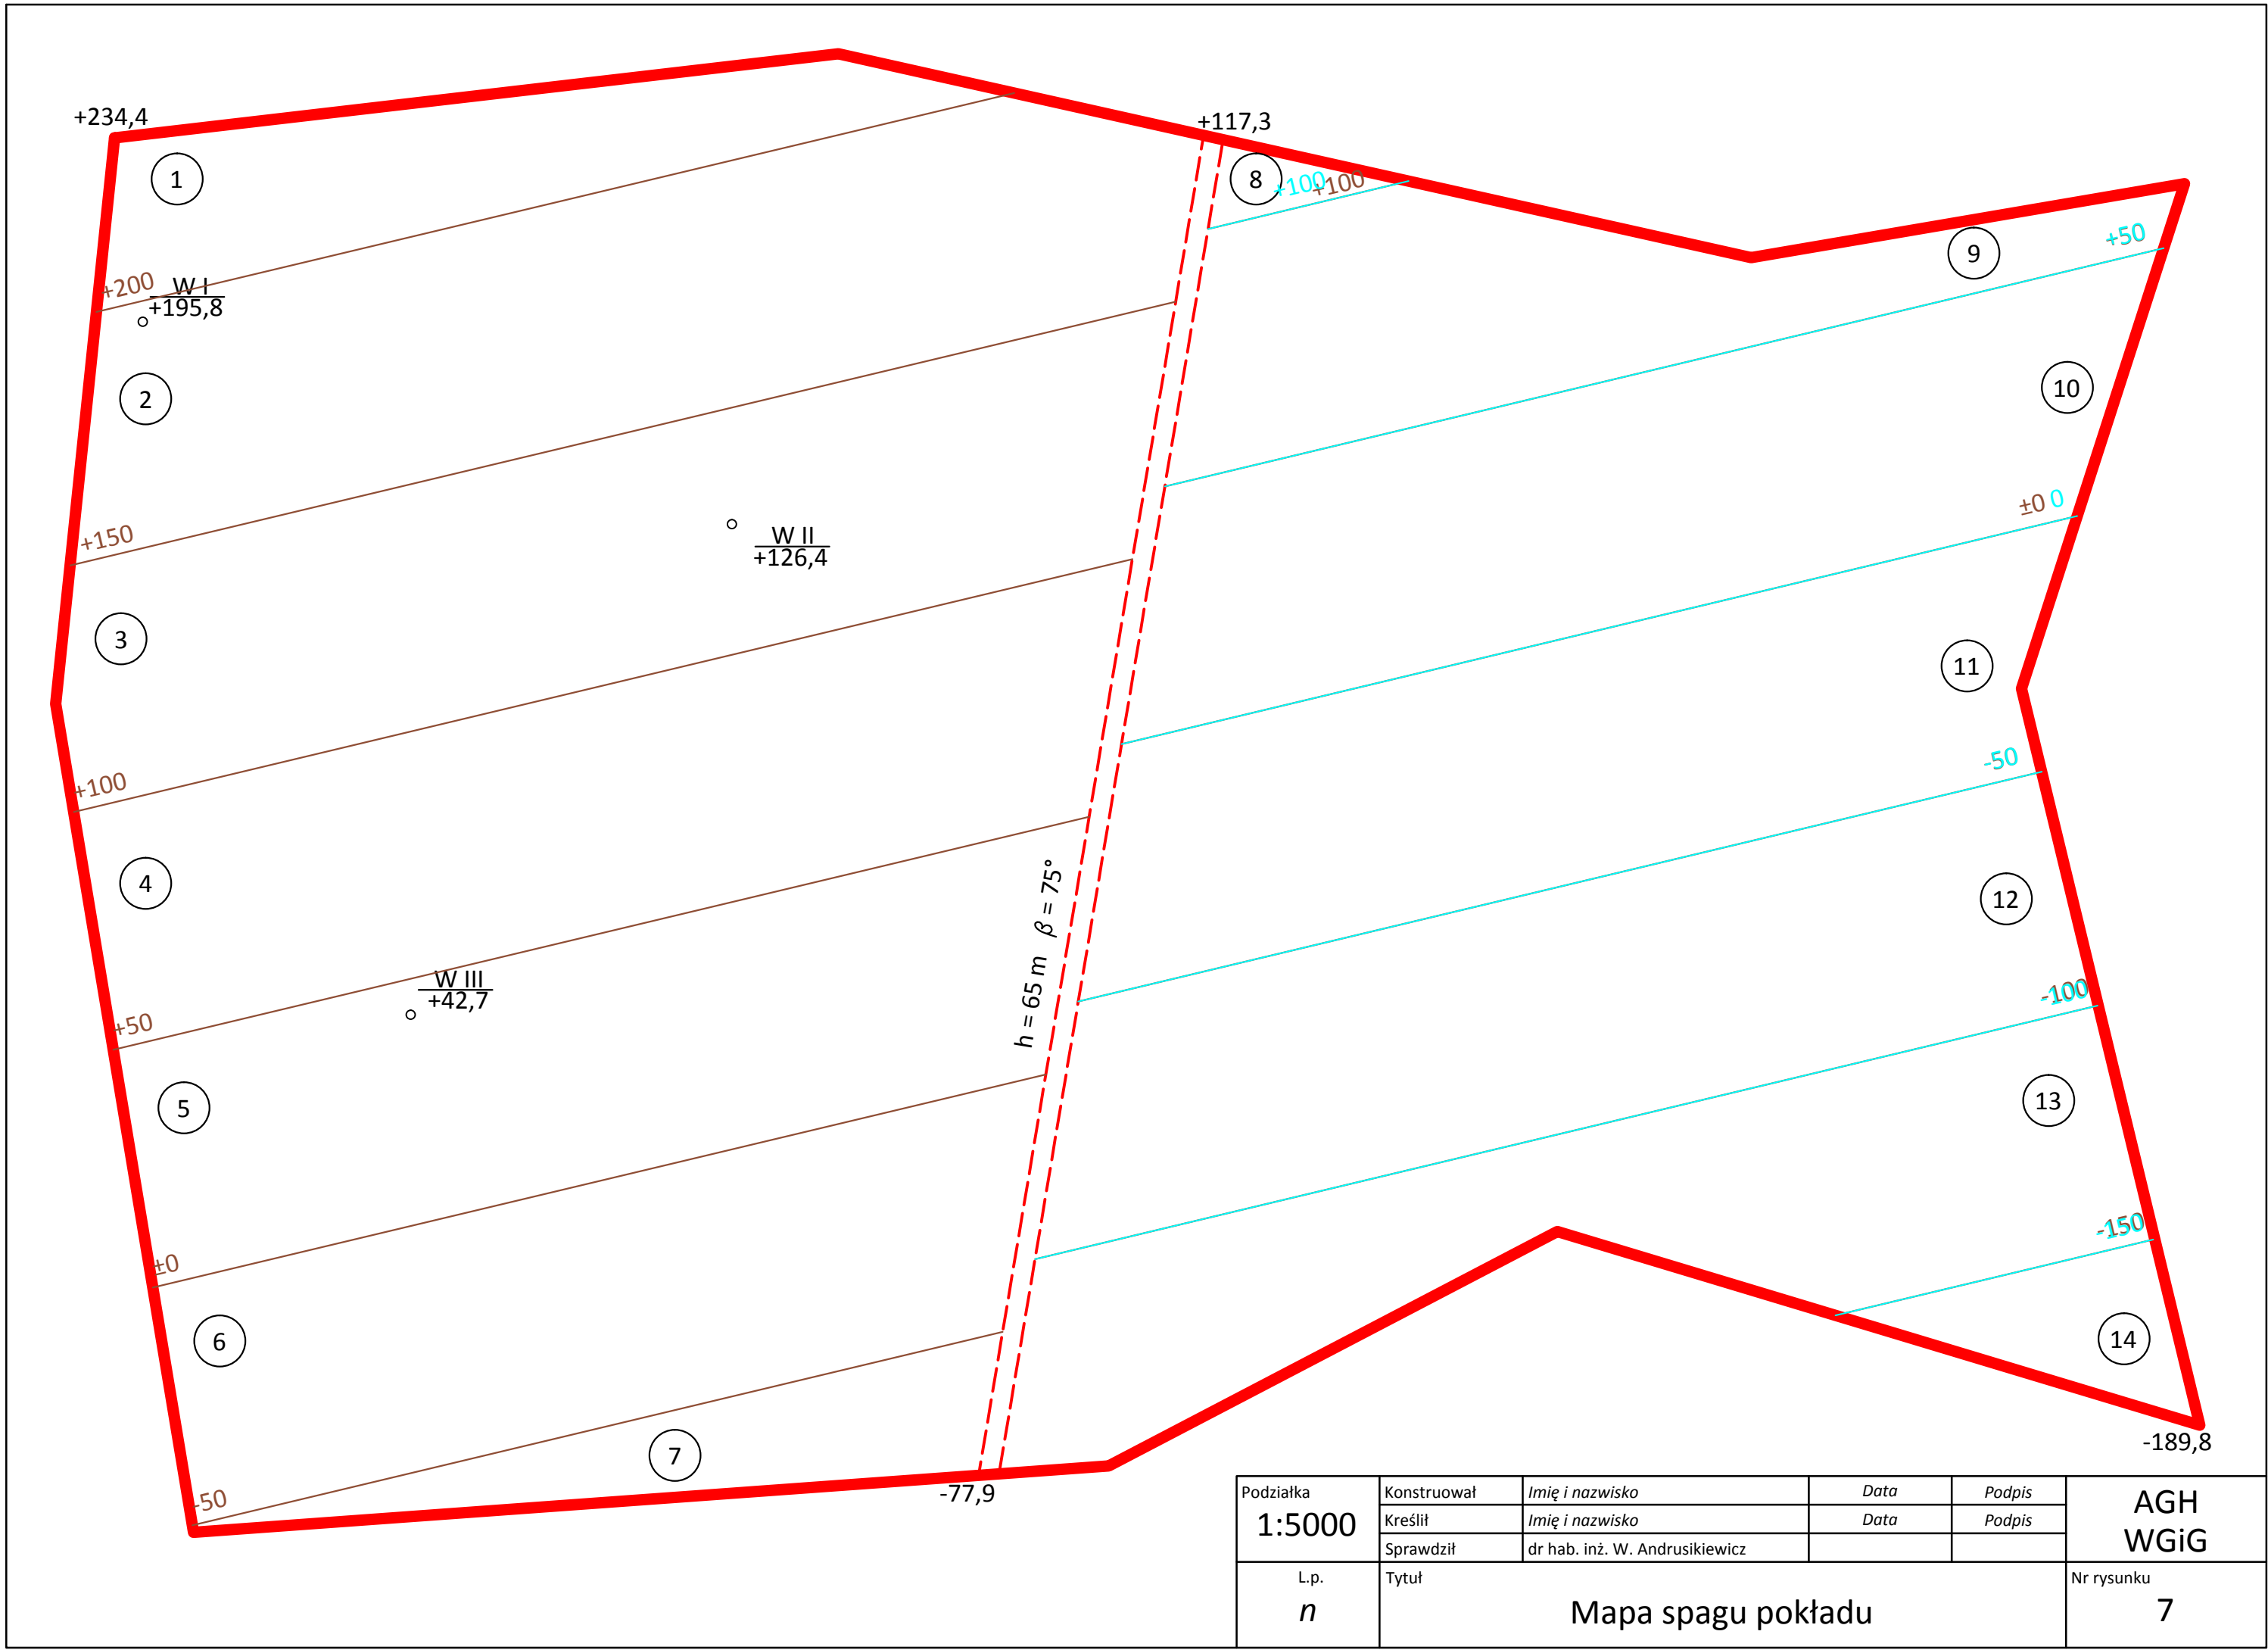 +234,4
+117,3
1
8
+100
+100
9
+50
+200
W I
+195,8
2
10
±0
0
+150
W II
+126,4
3
11
-50
+100
4
12
h = 65 m β = 75°
W III
+42,7
-100
+50
5
13
-150
±0
6
14
7
-50
-77,9
-189,8
Podziałka
1:5000
Konstruował
Imię i nazwisko
Data
Podpis
Kreślił
Imię i nazwisko
Data
Podpis
Sprawdził
dr hab. inż. W. Andrusikiewicz
AGH
WGiG
L.p.
n
Tytuł
Mapa spagu pokładu
Nr rysunku
7